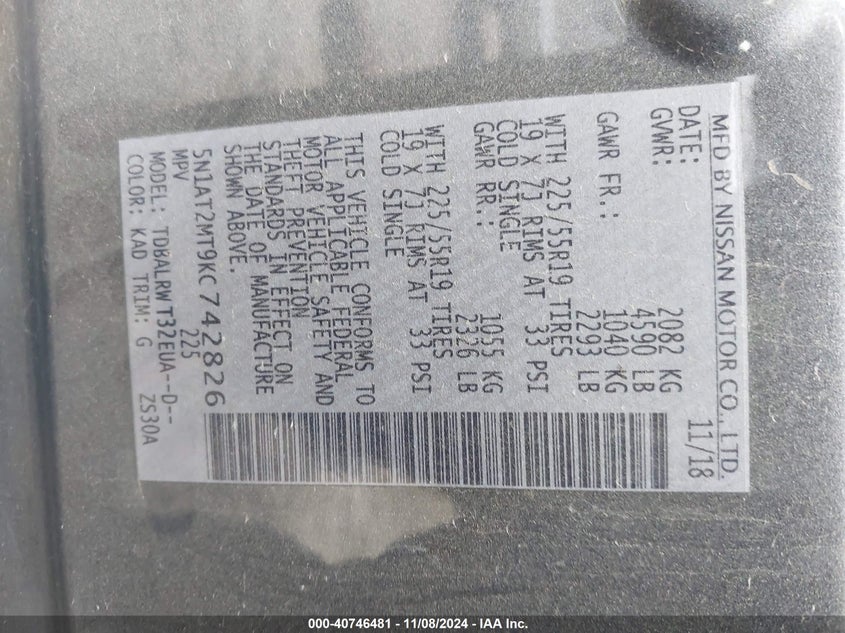 MFD BY NISSAN MOTOR CO., LTD.
DATE: 11/18
GVWR: 2082 KG
4590 LB
GAWR FR.: 1040 KG
2293 LB
WITH 225/55R19 TIRES
19 X 7J RIMS AT 33 PSI
COLD SINGLE
GAWR RR.: 1055 KG
2326 LB
WITH 225/55R19 TIRES
19 X 7J RIMS AT 33 PSI
COLD SINGLE
THIS VEHICLE CONFORMS TO
ALL APPLICABLE FEDERAL
MOTOR VEHICLE SAFETY AND
THEFT PREVENTION
STANDARDS IN EFFECT ON
THE DATE OF MANUFACTURE
SHOWN ABOVE.
5N1AT2MT9KC742826
MPV 225
MODEL: TDBALRWT32EUA--D--
COLOR: KAD TRIM: G ZS30A
000-40746481 - 11/08/2024 - IAA Inc.